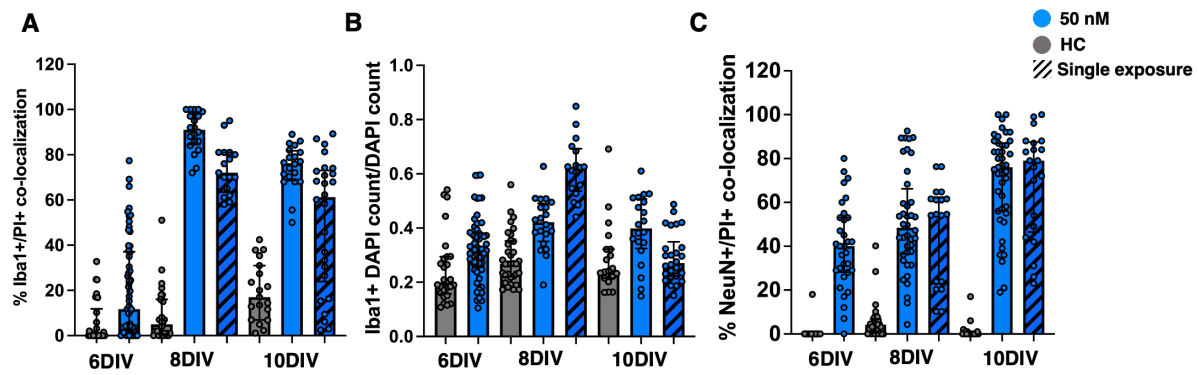 A
B
C
50 nM
HC
Single exposure
% Iba1+/PI+ co-localization
120
100
80
60
40
20
0
6DIV
8DIV
10DIV
Iba1+ DAPI count/DAPI count
1.0
0.8
0.6
0.4
0.2
0.0
6DIV
8DIV
10DIV
% NeuN+/PI+ co-localization
120
100
80
60
40
20
0
6DIV
8DIV
10DIV